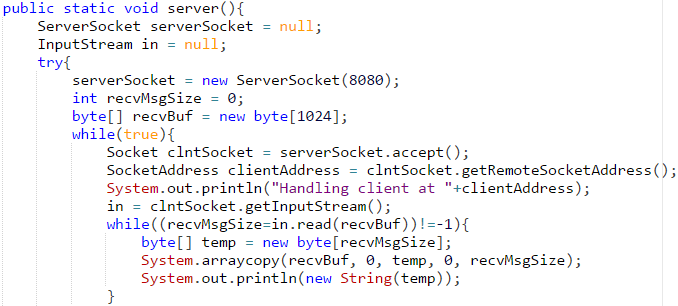 public static void server(){
ServerSocket serverSocket = null;
InputStream in = null;
try{
serverSocket = new ServerSocket(8080);
int recvMsgSize = 0;
byte[] recvBuf = new byte[1024];
while(true){
Socket clntSocket = serverSocket.accept();
SocketAddress clientAddress = clntSocket.getRemoteSocketAddress();
System.out.println("Handling client at "+clientAddress);
in = clntSocket.getInputStream();
while((recvMsgSize=in.read(recvBuf))!=-1){
byte[] temp = new byte[recvMsgSize];
System.arraycopy(recvBuf, 0, temp, 0, recvMsgSize);
System.out.println(new String(temp));
}